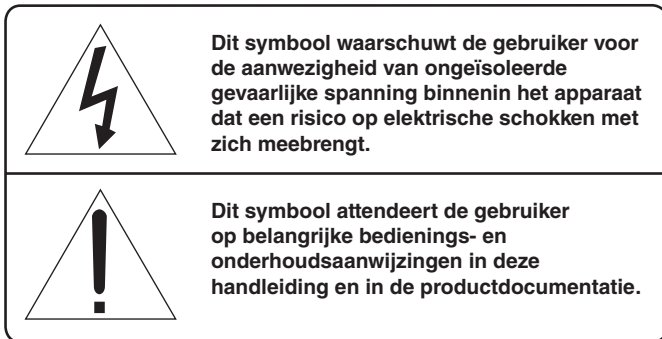 Dit symbool waarschuwt de gebruiker voor
de aanwezigheid van ongeïsoleerde
gevaarlijke spanning binnenin het apparaat
dat een risico op elektrische schokken met
zich meebrengt.
Dit symbool attendeert de gebruiker
op belangrijke bedienings- en
onderhoudsaanwijzingen in deze
handleiding en in de productdocumentatie.